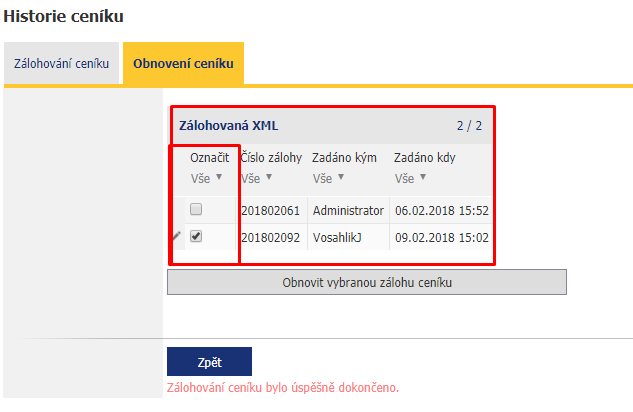 Historie ceníku
Zálohování ceníku Obnovení ceníku
Zálohovaná XML 2 / 2
Označit Číslo zálohy Zadáno kým Zadáno kdy
Vše Vše Vše Vše
201802061 Administrator 06.02.2018 15:52
201802092 VosahlikJ 09.02.2018 15:02
Obnovit vybranou zálohu ceníku
Zpět
Zálohování ceníku bylo úspěšně dokončeno.